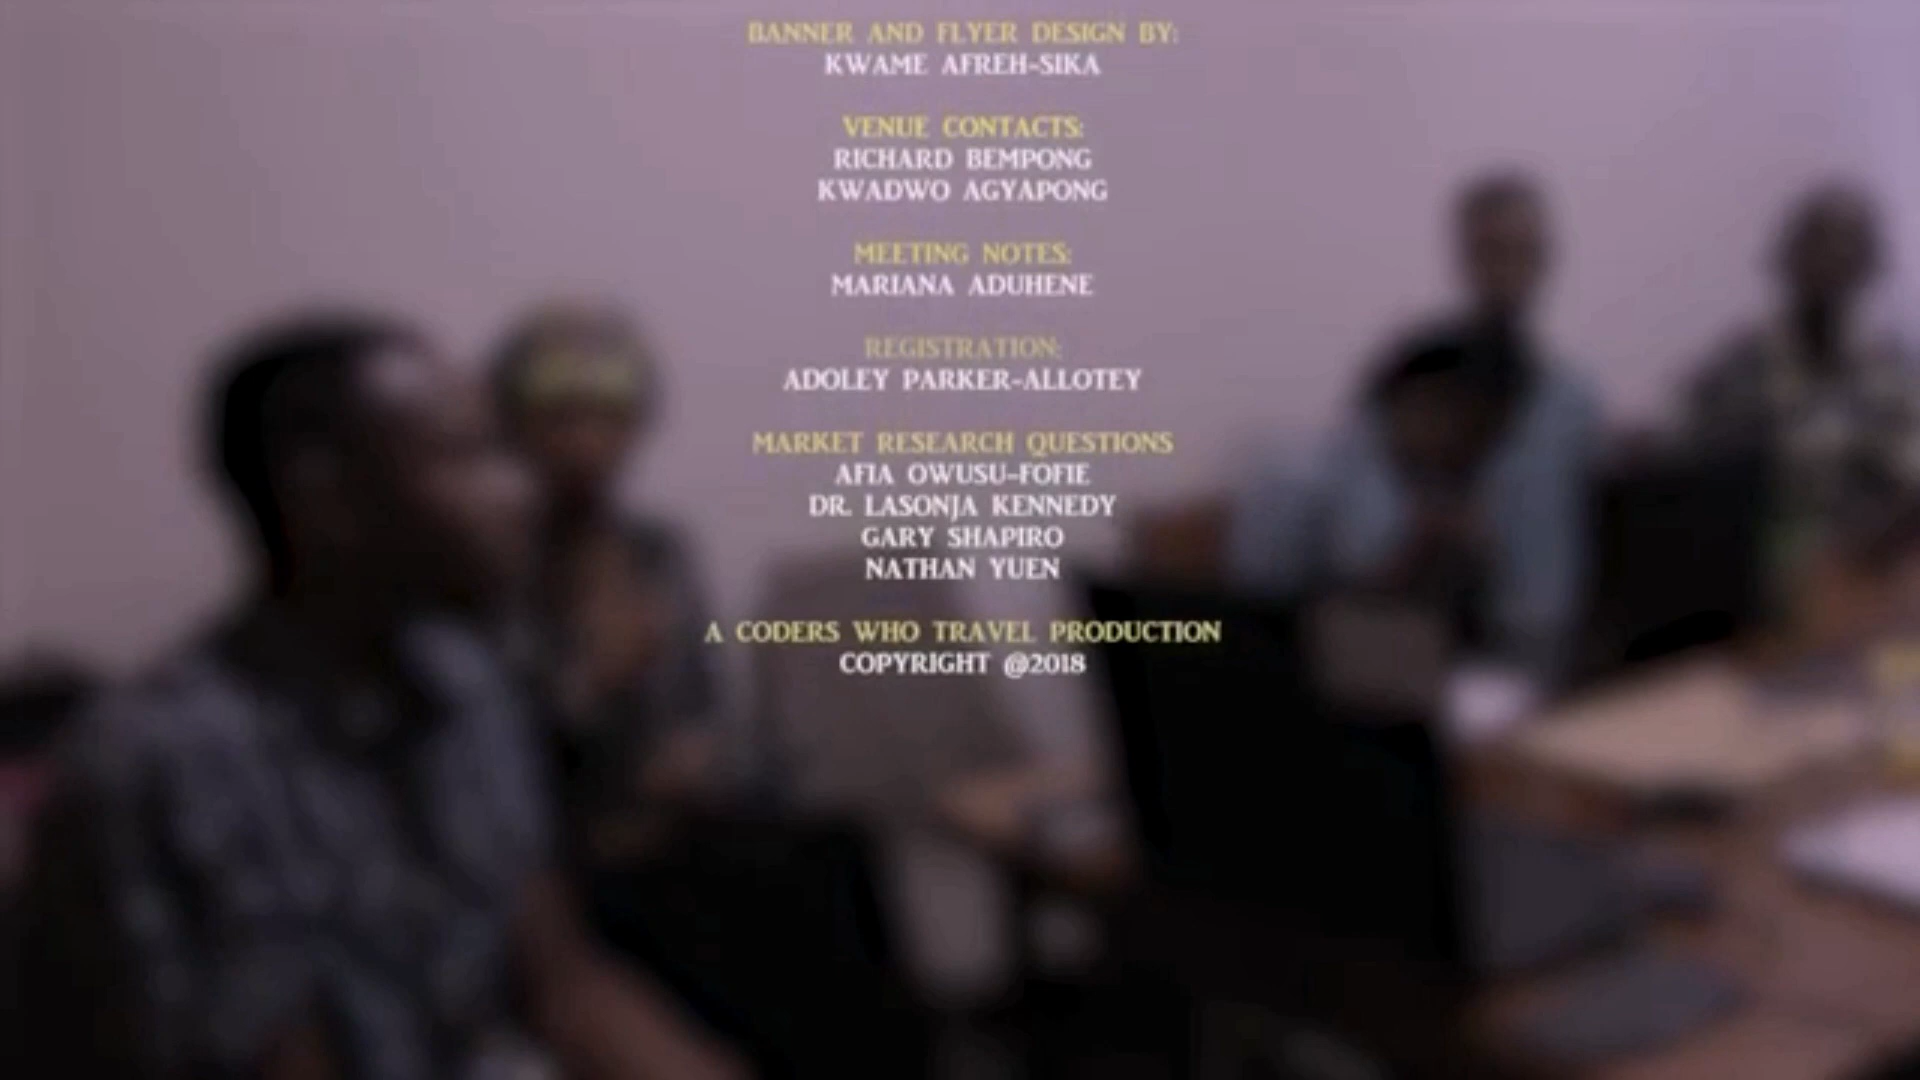 BANNER AND FLYER DESIGN BY:
KWAME AFREH-SIKA
VENUE CONTACTS:
RICHARD BEMPONG
KWADWO AGYAPONG
MEETING NOTES:
MARIANA ADUHENE
REGISTRATION:
ADOLEY PARKER-ALLOTEY
MARKET RESEARCH QUESTIONS
AFIA OWUSU-FOFIE
DR. LASONJA KENNEDY
GARY SHAPIRO
NATHAN YUEN
A CODERS WHO TRAVEL PRODUCTION
COPYRIGHT @2018